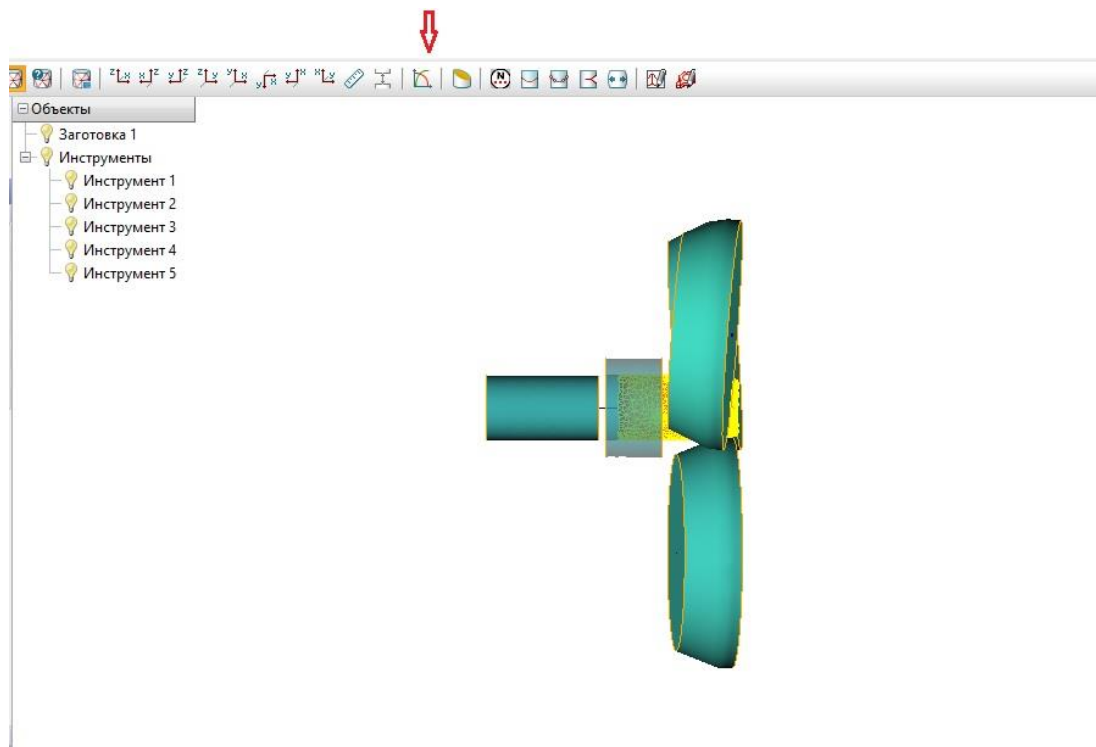 Объекты
Заготовка 1
Инструменты
Инструмент 1
Инструмент 2
Инструмент 3
Инструмент 4
Инструмент 5